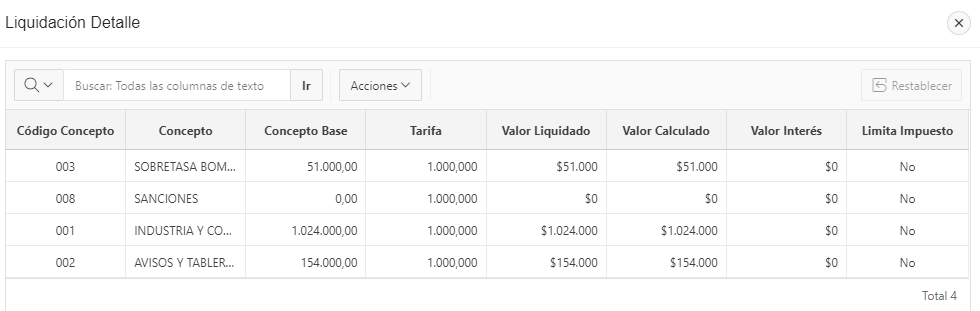 Liquidación Detalle
Buscar: Todas las columnas de texto Ir Acciones Restablecer
Código Concepto Concepto Concepto Base Tarifa Valor Liquidado Valor Calculado Valor Interés Limita Impuesto
003 SOBRETASA BOM... 51.000,00 1.000,000 $51.000 $51.000 $0 No
008 SANCIONES 0,00 1.000,000 $0 $0 $0 No
001 INDUSTRIA Y CO... 1.024.000,00 1.000,000 $1.024.000 $1.024.000 $0 No
002 AVISOS Y TABLER... 154.000,00 1.000,000 $154.000 $154.000 $0 No
Total 4